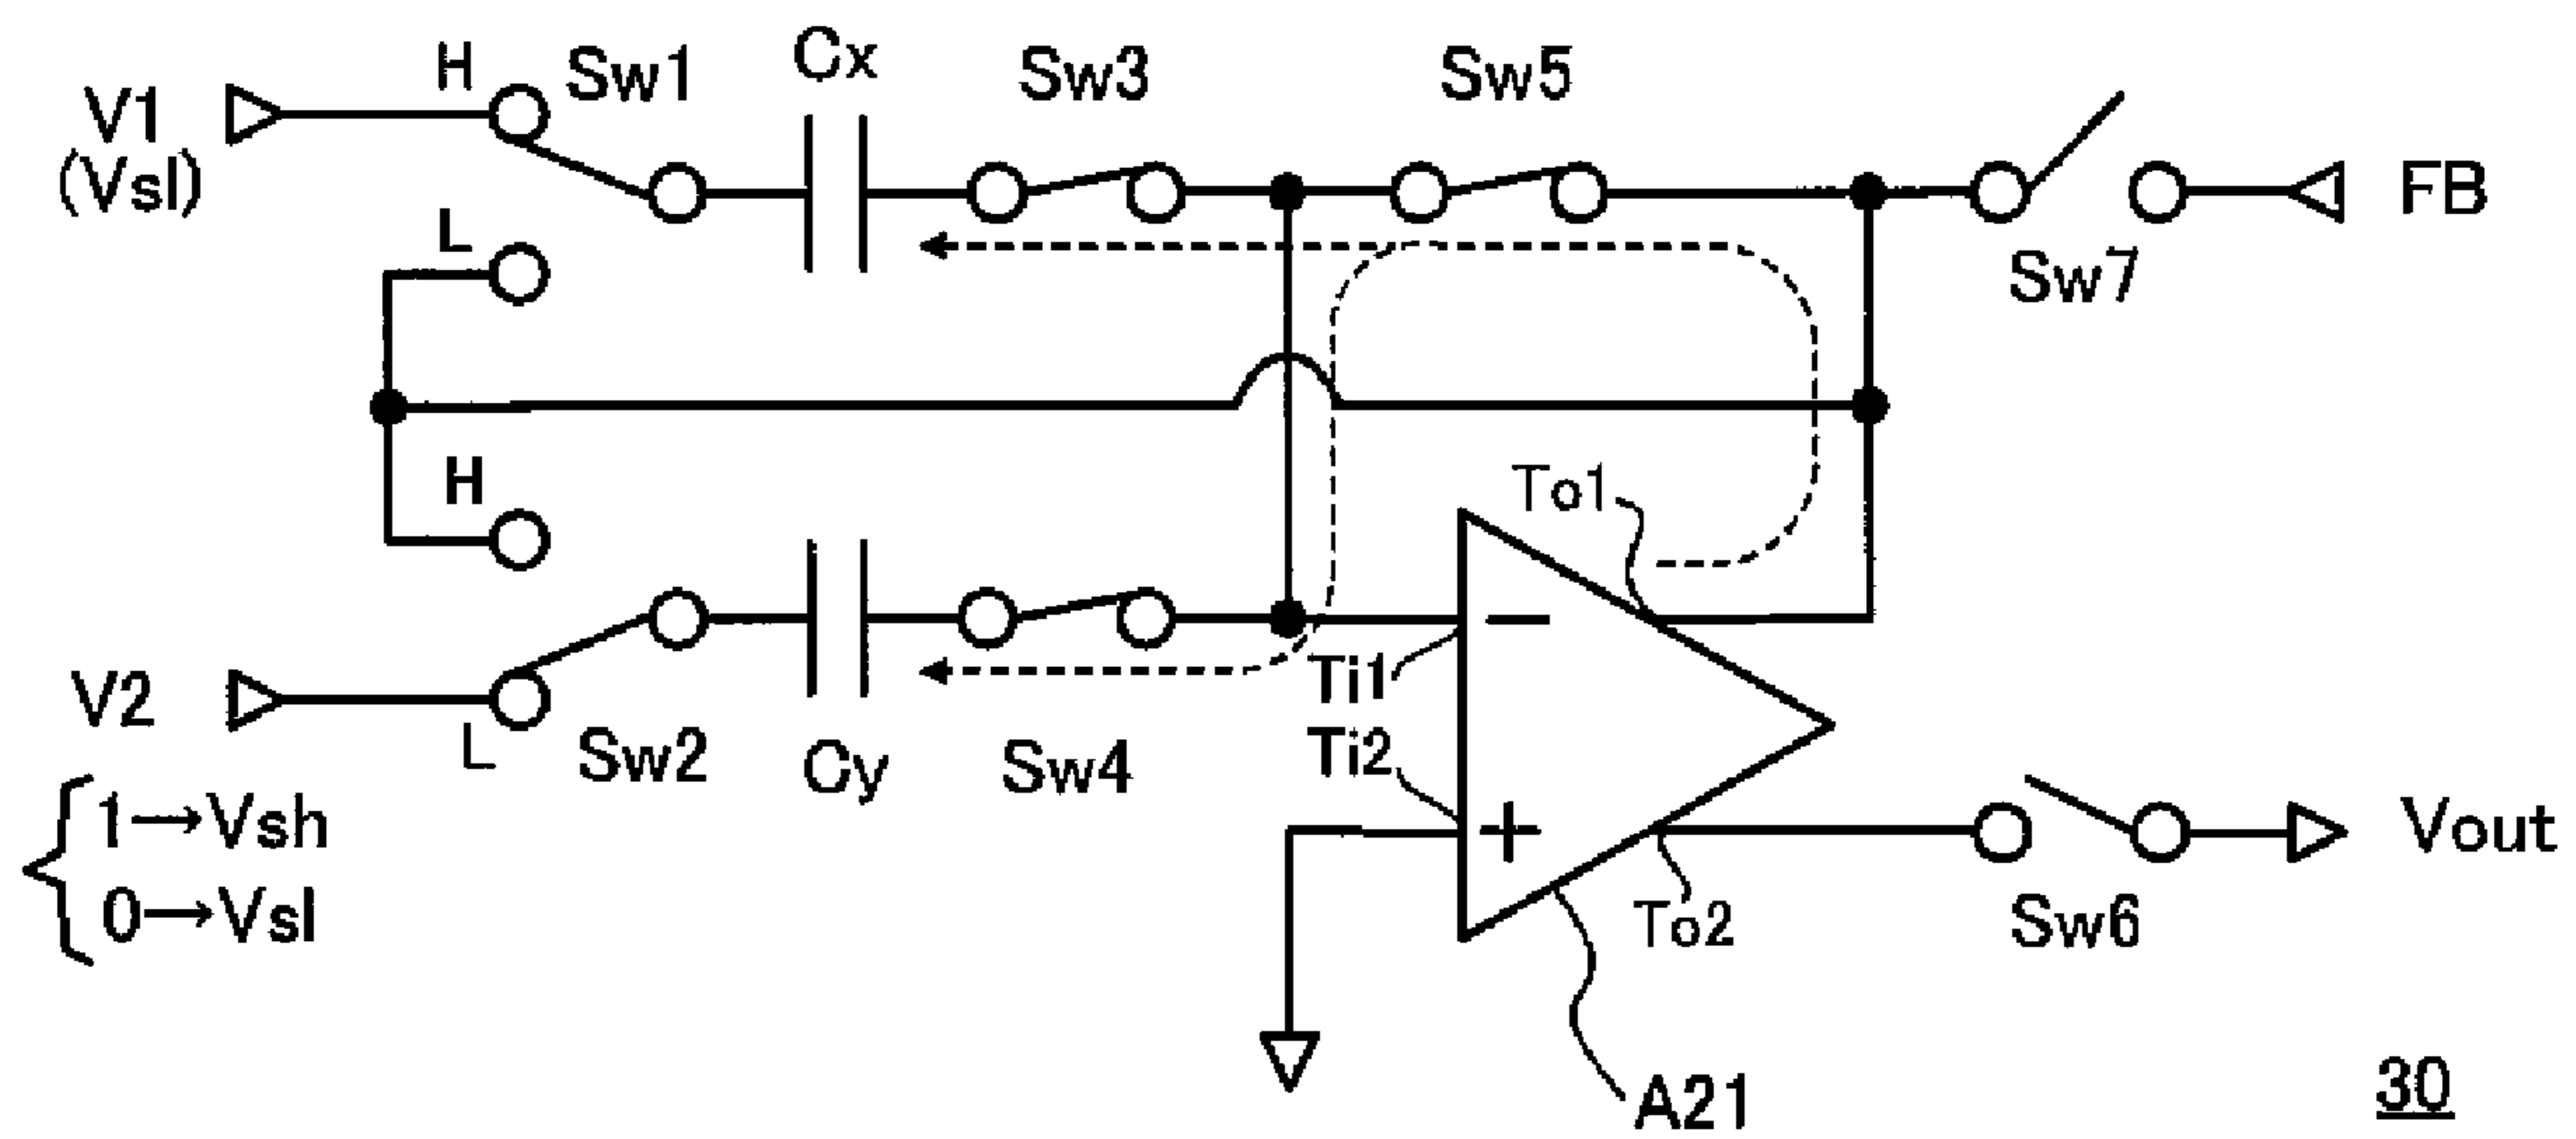 H
Sw1
Cx
Sw3
Sw5
V1
(Vsl)
FB
L
Sw7
H
To1
Ti1
V2
L
Sw2
Cy
Sw4
Ti2
1→Vsh
0→Vsl
−
+
To2
Vout
Sw6
A21
30